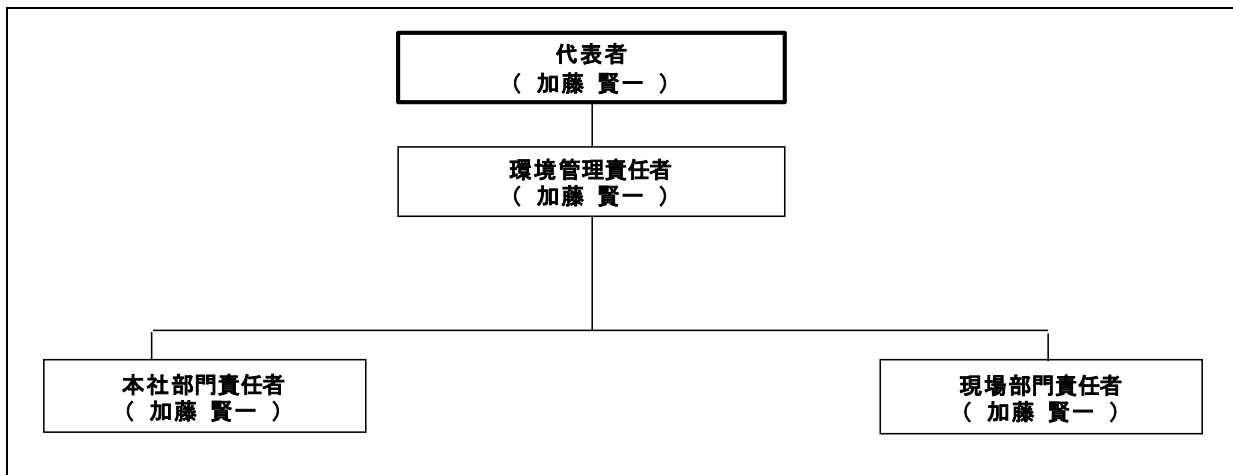 代表者
( 加藤 賢一 )
環境管理責任者
( 加藤 賢一 )
本社部門責任者
( 加藤 賢一 )
現場部門責任者
( 加藤 賢一 )